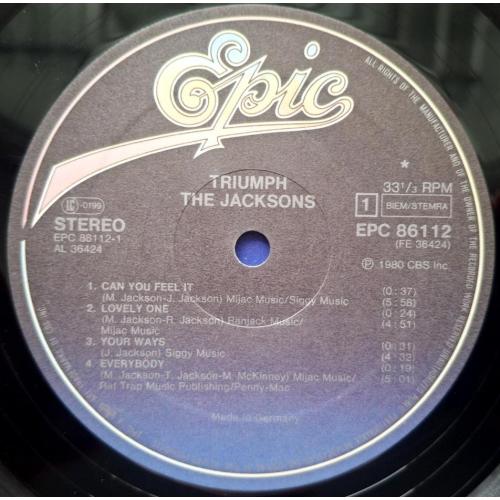 Epic
ALL RIGHTS OF THE MANUFACTURER AND OF THE OWNER OF THE RECORDED WORK RESERVED
TRIUMPH
THE JACKSONS
*
33 1/3 RPM
LC -0199
1
BIEM/STEMRA
STEREO
EPC 86112
EPC 86112-1
(FE 36424)
AL 36424
℗ 1980 CBS Inc.
1. CAN YOU FEEL IT (0:37)
(M. Jackson-J. Jackson) Mijac Music/Siggy Music (5:58)
2. LOVELY ONE (0:24)
(M. Jackson-R. Jackson) Ranjack Music/ (4:51)
Mijac Music
3. YOUR WAYS (0:31)
(J. Jackson) Siggy Music (4:32)
4. EVERYBODY (0:19)
(M. Jackson-T. Jackson-M. McKinney) Mijac Music/ (5:01)
Rat Trap Music Publishing/Penny-Mac
Made in Germany